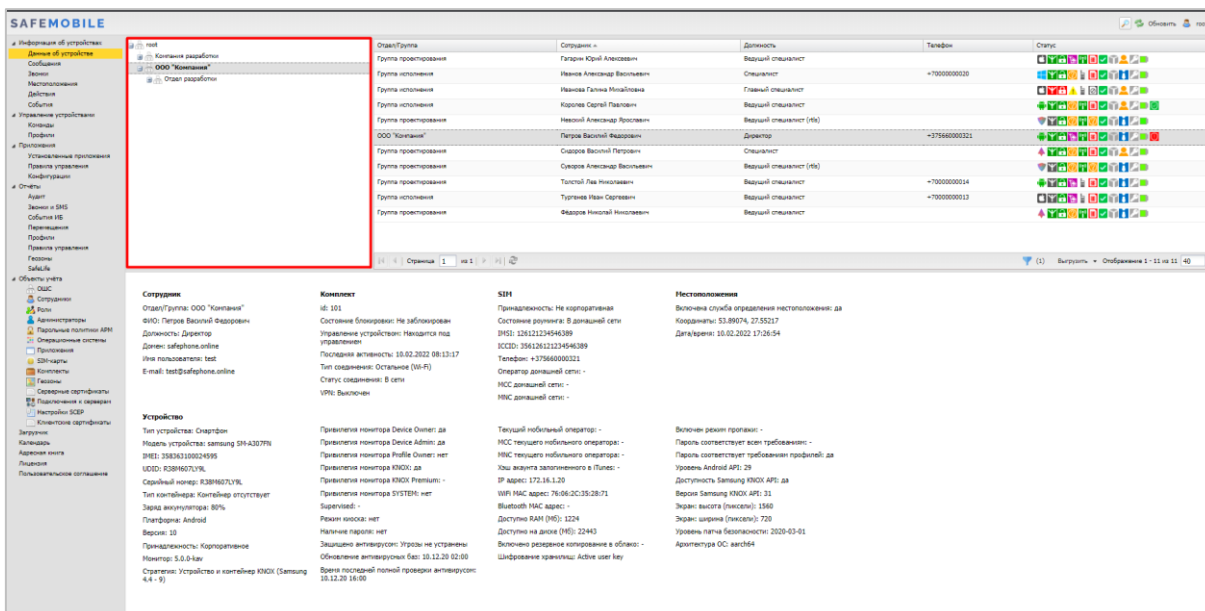 SAFEMOBILE
Обновить
root
Информация об устройствах
Данные об устройстве
Сообщения
Звонки
Местоположения
Действия
События
Управление устройствами
Команды
Профили
Приложения
Установленные приложения
Правила управления
Конфигурации
Отчёты
Аудит
Звонки и SMS
События ИБ
Перемещения
Профили
Правила управления
Геозоны
SafeLife
Объекты учёта
ОШС
Сотрудники
Роли
Администраторы
Парольные политики АРМ
Операционные системы
Приложения
SIM-карты
Комплекты
Геозоны
Серверные сертификаты
Подключения к серверам
Настройки SCEP
Клиентские сертификаты
Загрузчик
Календарь
Адресная книга
Лицензия
Пользовательское соглашение
root
Компания разработки
ООО "Компания"
Отдел разработки
Отдел/Группа Сотрудник Должность Телефон Статус
Группа проектирования Гагарин Юрий Алексеевич Ведущий специалист
Группа исполнения Иванов Александр Васильевич Специалист +70000000020
Группа исполнения Иванова Галина Михайловна Главный специалист
Группа исполнения Королев Сергей Павлович Ведущий специалист
Группа проектирования Невский Александр Ярославич Ведущий специалист (rtls)
ООО "Компания" Петров Василий Федорович Директор +375660000321
Группа проектирования Сидоров Василий Петрович Специалист
Группа проектирования Суворов Александр Васильевич Ведущий специалист (rtls)
Группа проектирования Толстой Лев Николаевич Ведущий специалист +70000000014
Группа исполнения Тургенев Иван Сергеевич Ведущий специалист +70000000013
Группа проектирования Фёдоров Николай Николаевич Ведущий специалист
Страница 1 из 1
(1) Выгрузить Отображение 1 - 11 из 11 40
Сотрудник
Отдел/Группа: ООО "Компания"
ФИО: Петров Василий Федорович
Должность: Директор
Домен: safephone.online
Имя пользователя: test
E-mail: test@safephone.online
Комплект
id: 101
Состояние блокировки: Не заблокирован
Управление устройством: Находится под
управлением
Последняя активность: 10.02.2022 08:13:17
Тип соединения: Остальное (Wi-Fi)
Статус соединения: В сети
VPN: Выключен
SIM
Принадлежность: Не корпоративная
Состояние роуминга: В домашней сети
IMSI: 126121234546389
ICCID: 356126121234546389
Телефон: +375660000321
Оператор домашней сети: -
MCC домашней сети: -
MNC домашней сети: -
Местоположения
Включена служба определения местоположения: да
Координаты: 53.89074, 27.55217
Дата/время: 10.02.2022 17:26:54
Устройство
Тип устройства: Смартфон
Модель устройства: samsung SM-A307FN
IMEI: 358363100024595
UDID: R38M607LY9L
Серийный номер: R38M607LY9L
Тип контейнера: Контейнер отсутствует
Заряд аккумулятора: 80%
Платформа: Android
Версия: 10
Принадлежность: Корпоративное
Монитор: 5.0.0-kav
Стратегия: Устройство и контейнер KNOX (Samsung
4.4 - 9)
Привилегия монитора Device Owner: да
Привилегия монитора Device Admin: да
Привилегия монитора Profile Owner: нет
Привилегия монитора KNOX: да
Привилегия монитора KNOX Premium: -
Привилегия монитора SYSTEM: нет
Supervised: -
Режим киоска: нет
Наличие пароля: нет
Защищено антивирусом: Угрозы не устранены
Обновление антивирусных баз: 10.12.20 02:00
Время последней полной проверки антивирусом:
10.12.20 16:00
Текущий мобильный оператор: -
MCC текущего мобильного оператора: -
MNC текущего мобильного оператора: -
Хэш акаунта залогиненного в iTunes: -
IP адрес: 172.16.1.20
WiFi MAC адрес: 76:06:2C:35:28:71
Bluetooth MAC адрес: -
Доступно RAM (Мб): 1224
Доступно на диске (Мб): 22443
Включено резервное копирование в облако: -
Шифрование хранилищ: Active user key
Включен режим пропажи: -
Пароль соответствует всем требованиям: -
Пароль соответствует требованиям профилей: да
Уровень Android API: 29
Доступность Samsung KNOX API: да
Версия Samsung KNOX API: 31
Экран: высота (пиксели): 1560
Экран: ширина (пиксели): 720
Уровень патча безопасности: 2020-03-01
Архитектура ОС: aarch64